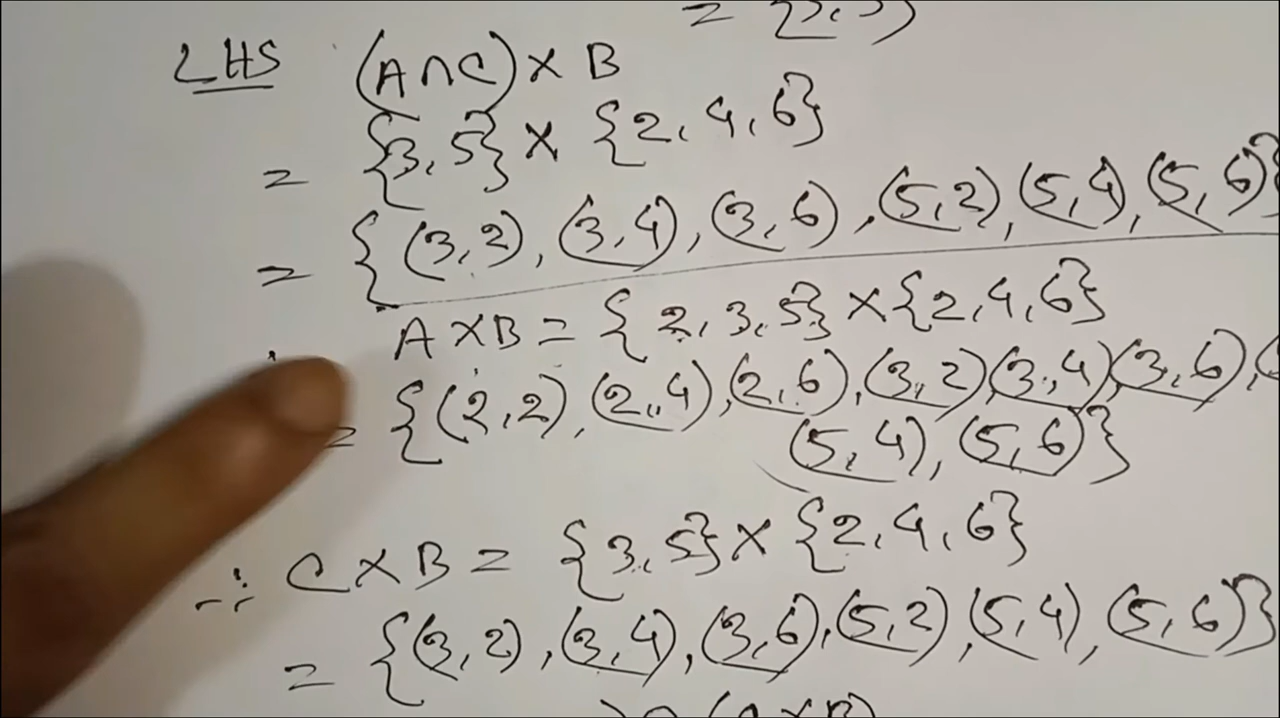 LHS (A∩C) × B
= {3, 5} × {2, 4, 6}
= {(3,2), (3,4), (3,6), (5,2), (5,4), (5,6)}
A × B = {2, 3, 5} × {2, 4, 6}
= {(2,2), (2,4), (2,6), (3,2) (3,4), (3,6), (
(5,4), (5,6)}
∴ C × B = {3, 5} × {2, 4, 6}
= {(3,2), (3,4), (3,6), (5,2), (5,4), (5,6)}
) ∩ (A × B)